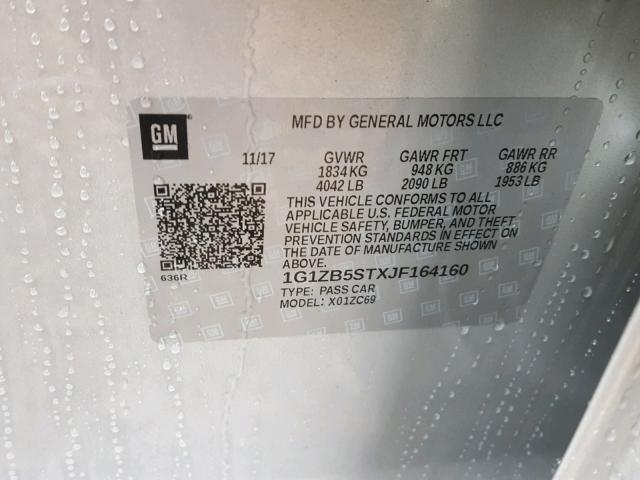 GM
MFD BY GENERAL MOTORS LLC
11/17 GVWR GAWR FRT GAWR RR
1834 KG 948 KG 886 KG
4042 LB 2090 LB 1953 LB
THIS VEHICLE CONFORMS TO ALL
APPLICABLE U.S. FEDERAL MOTOR
VEHICLE SAFETY, BUMPER, AND THEFT
PREVENTION STANDARDS IN EFFECT ON
THE DATE OF MANUFACTURE SHOWN
ABOVE.
636R
1G1ZB5STXJF164160
TYPE: PASS CAR
MODEL: X01ZC69